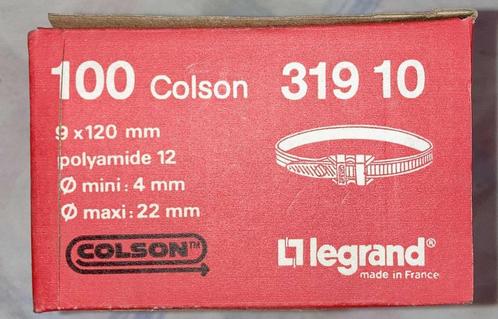 100 Colson 319 10
9 x 120 mm
polyamide 12
Ø mini : 4 mm
Ø maxi : 22 mm
COLSON™
legrand®
made in France